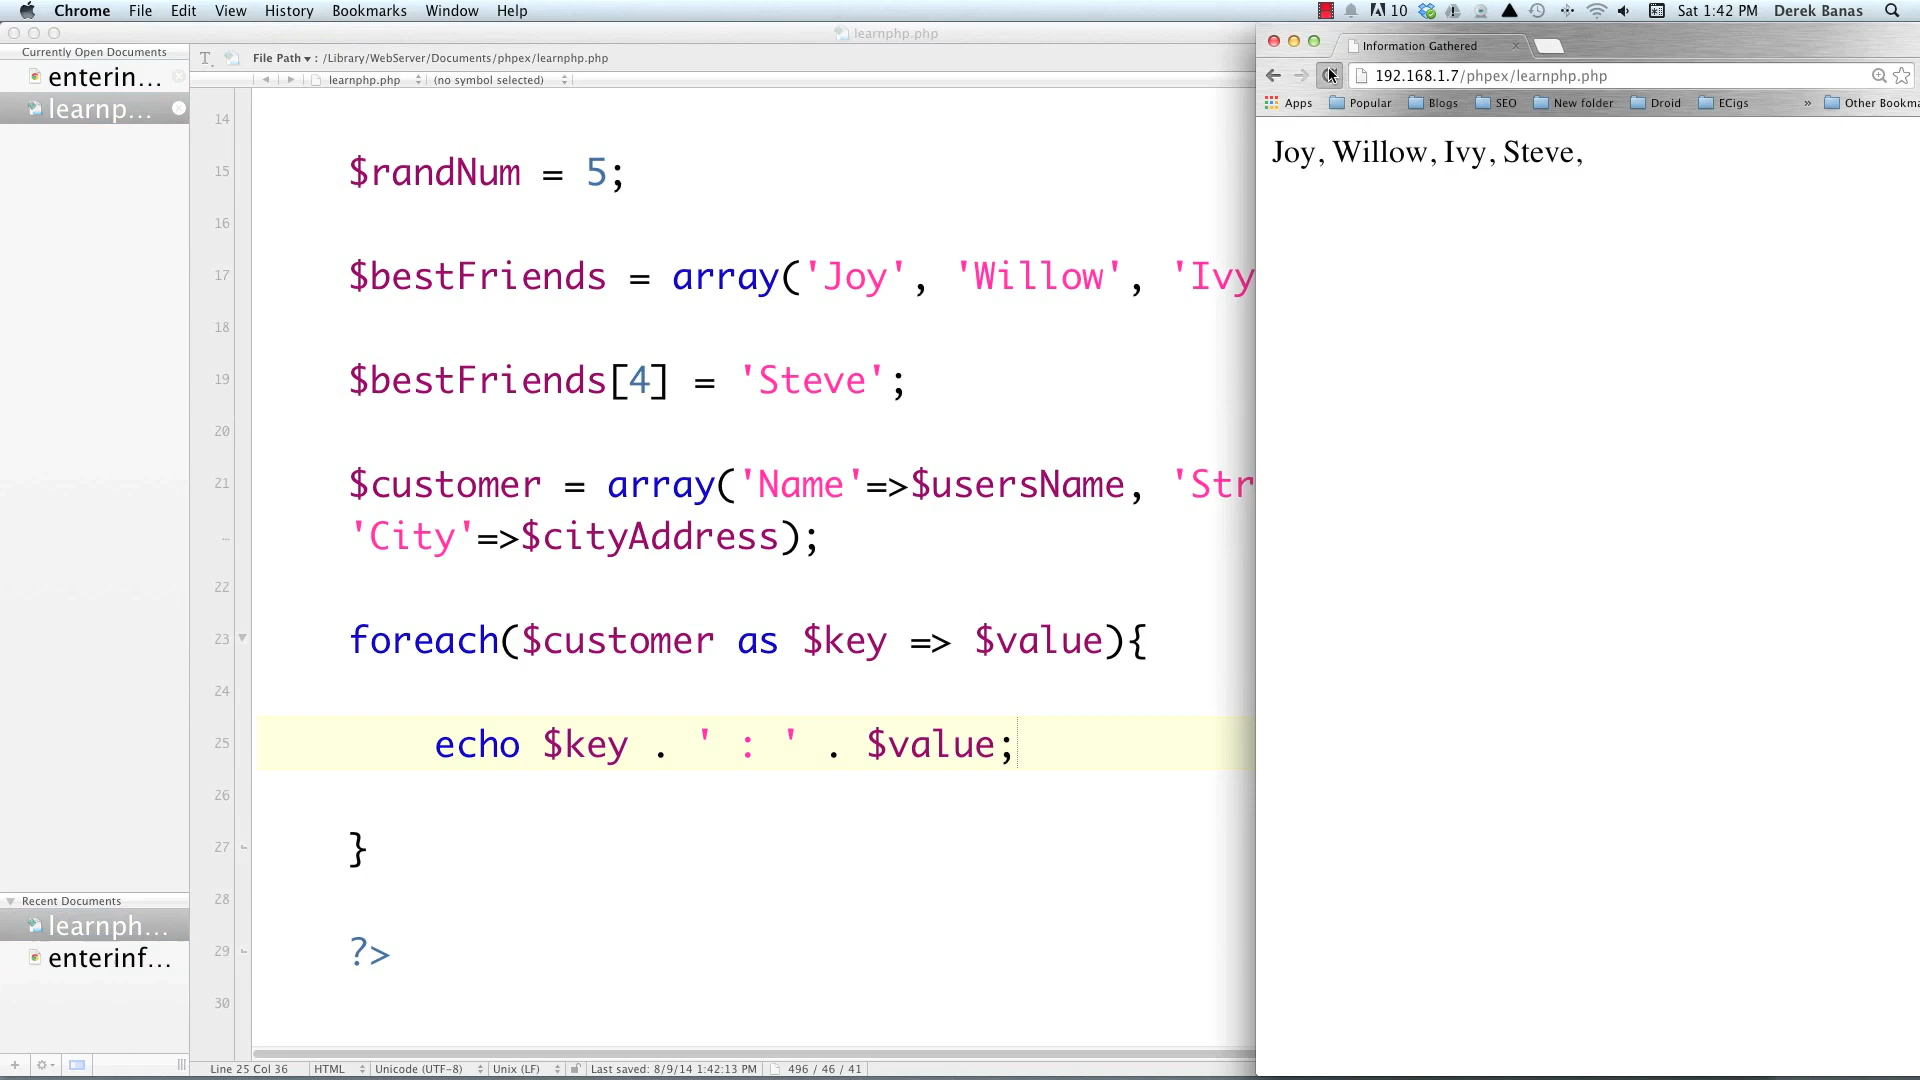 Chrome File Edit View History Bookmarks Window Help
10
Sat 1:42 PM Derek Banas
learnphp.php
Currently Open Documents
enterin...
learnp...
File Path ▾ : /Library/WebServer/Documents/phpex/learnphp.php
learnphp.php (no symbol selected)
14
15 $randNum = 5;
16
17 $bestFriends = array('Joy', 'Willow', 'Ivy
18
19 $bestFriends[4] = 'Steve';
20
21 $customer = array('Name'=>$usersName, 'Str
'City'=>$cityAddress);
22
23 foreach($customer as $key => $value){
24
25 echo $key . ' : ' . $value;
26
27 }
28
29 ?>
30
Recent Documents
learnph...
enterinf...
Line 25 Col 36 HTML Unicode (UTF-8) Unix (LF) Last saved: 8/9/14 1:42:13 PM 496 / 46 / 41
Information Gathered
192.168.1.7/phpex/learnphp.php
Apps Popular Blogs SEO New folder Droid ECigs » Other Bookma
Joy, Willow, Ivy, Steve,